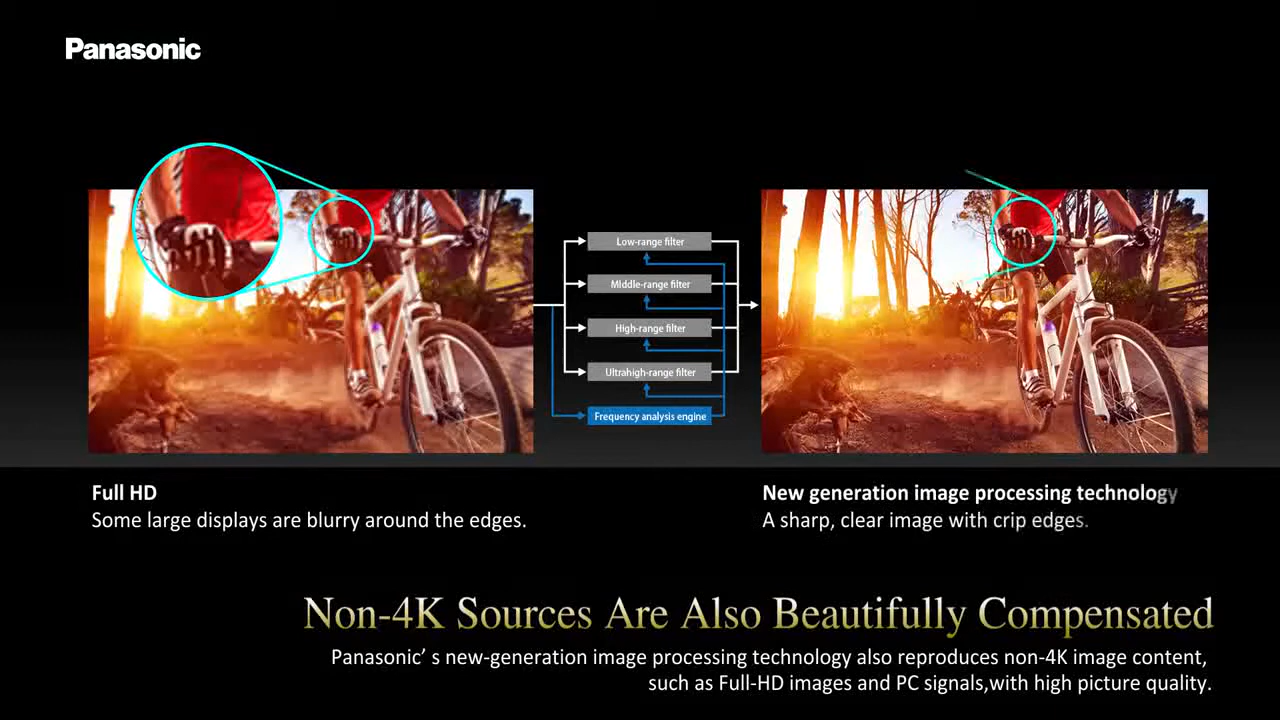 Panasonic
Low-range filter
MIddle-range filter
High-range filter
Ultrahigh-range filter
Frequency analysis engine
Full HD
Some large displays are blurry around the edges.
New generation image processing technology
A sharp, clear image with crip edges.
Non-4K Sources Are Also Beautifully Compensated
Panasonic’ s new-generation image processing technology also reproduces non-4K image content,
such as Full-HD images and PC signals,with high picture quality.